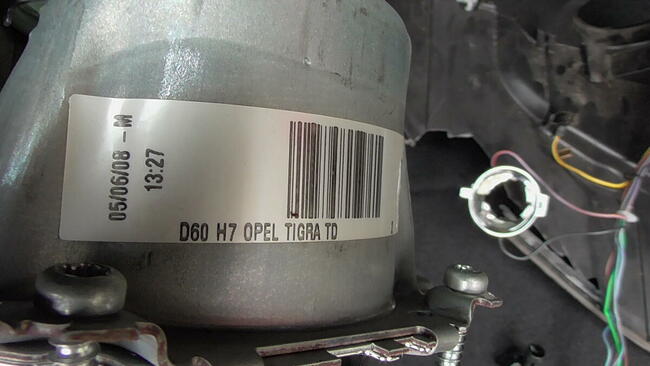 05/06/08 - M
13:27
D60 H7 OPEL TIGRA TD